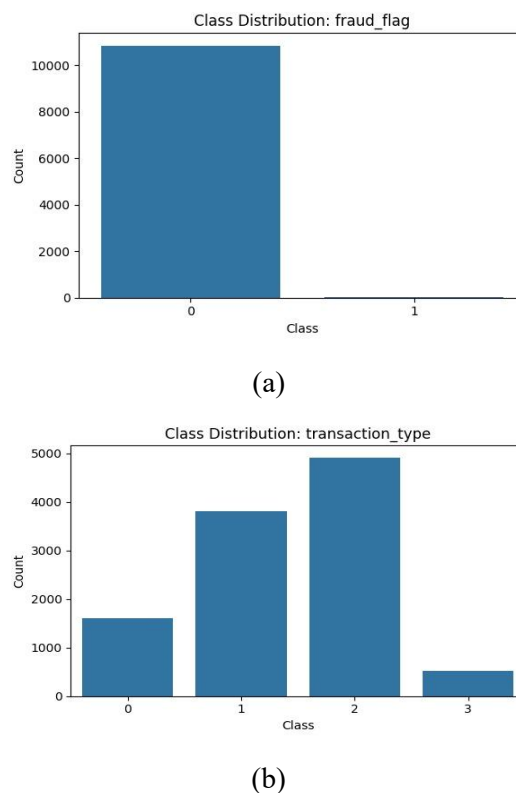 Class Distribution: fraud_flag
10000
8000
6000
4000
2000
0
Count
0 1
Class
(a)
Class Distribution: transaction_type
5000
4000
3000
2000
1000
0
Count
0 1 2 3
Class
(b)